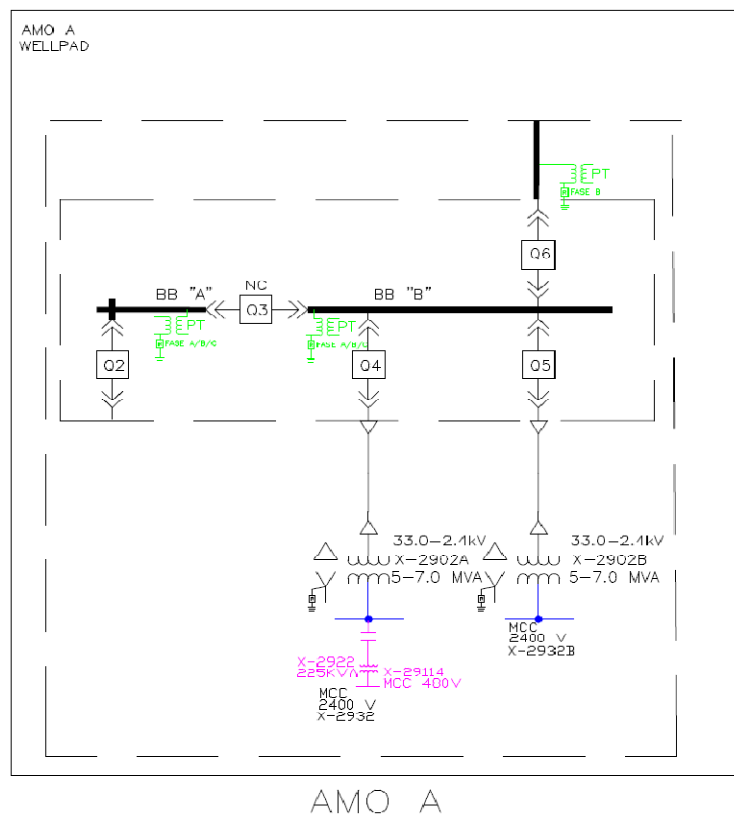 AMO A
WELLPAD
PT
FASE B
Q6
NC
BB "A"
BB "B"
Q3
PT
FASE A/B/C
PT
FASE A/B/C
Q2
Q4
Q5
33.0-2.4kV
X-2902A
5-7.0 MVA
33.0-2.4kV
X-2902B
5-7.0 MVA
MCC
2400 V
X-2932B
X-2922
225KVA
X-29114
MCC 480V
MCC
2400 V
X-2932
AMO A